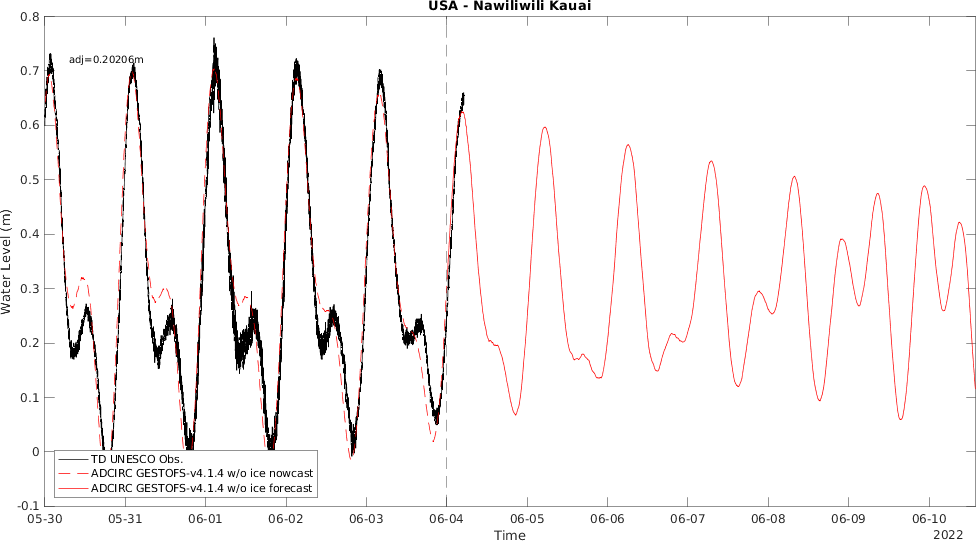 USA - Nawiliwili Kauai
adj=0.20206m
0.8
0.7
0.6
0.5
0.4
0.3
0.2
0.1
0
-0.1
Water Level (m)
TD UNESCO Obs.
ADCIRC GESTOFS-v4.1.4 w/o ice nowcast
ADCIRC GESTOFS-v4.1.4 w/o ice forecast
05-30 05-31 06-01 06-02 06-03 06-04 06-05 06-06 06-07 06-08 06-09 06-10
Time
2022